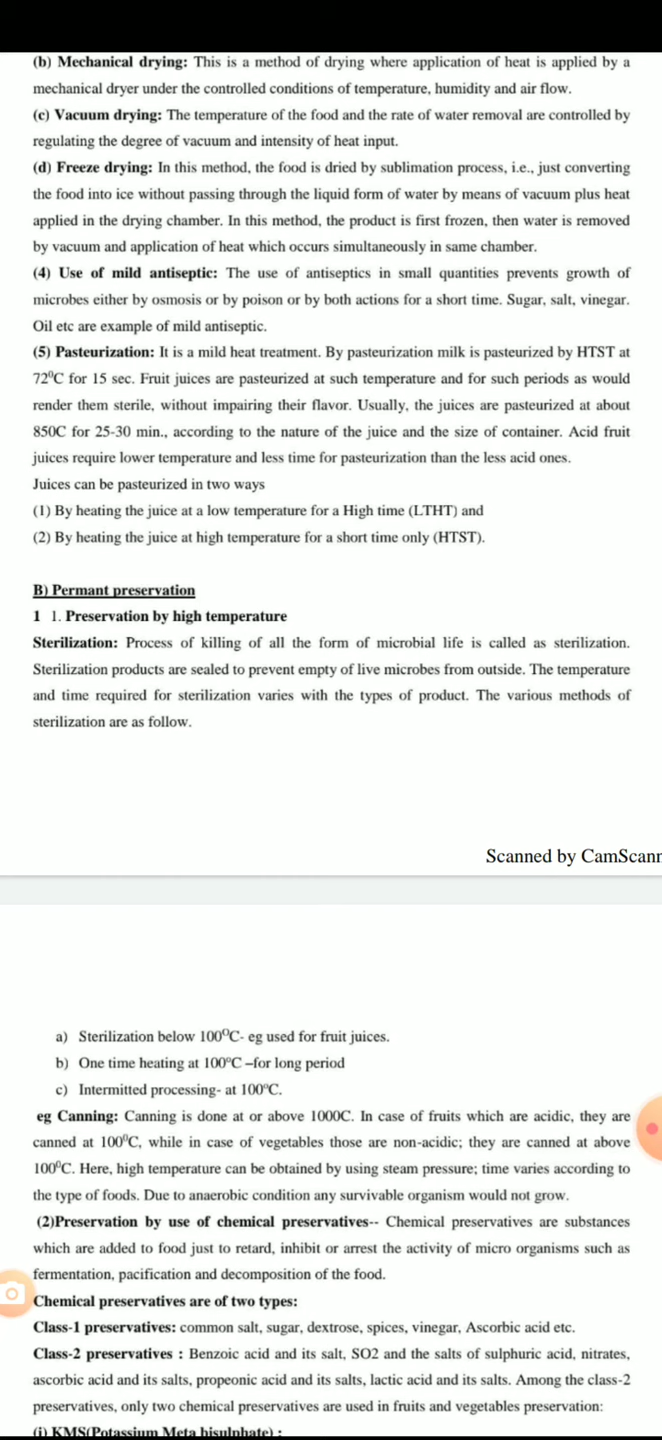 (b) Mechanical drying: This is a method of drying where application of heat is applied by a
mechanical dryer under the controlled conditions of temperature, humidity and air flow.
(c) Vacuum drying: The temperature of the food and the rate of water removal are controlled by
regulating the degree of vacuum and intensity of heat input.
(d) Freeze drying: In this method, the food is dried by sublimation process, i.e., just converting
the food into ice without passing through the liquid form of water by means of vacuum plus heat
applied in the drying chamber. In this method, the product is first frozen, then water is removed
by vacuum and application of heat which occurs simultaneously in same chamber.
(4) Use of mild antiseptic: The use of antiseptics in small quantities prevents growth of
microbes either by osmosis or by poison or by both actions for a short time. Sugar, salt, vinegar.
Oil etc are example of mild antiseptic.
(5) Pasteurization: It is a mild heat treatment. By pasteurization milk is pasteurized by HTST at
72⁰C for 15 sec. Fruit juices are pasteurized at such temperature and for such periods as would
render them sterile, without impairing their flavor. Usually, the juices are pasteurized at about
850C for 25-30 min., according to the nature of the juice and the size of container. Acid fruit
juices require lower temperature and less time for pasteurization than the less acid ones.
Juices can be pasteurized in two ways
(1) By heating the juice at a low temperature for a High time (LTHT) and
(2) By heating the juice at high temperature for a short time only (HTST).
B) Permant preservation
1 1. Preservation by high temperature
Sterilization: Process of killing of all the form of microbial life is called as sterilization.
Sterilization products are sealed to prevent empty of live microbes from outside. The temperature
and time required for sterilization varies with the types of product. The various methods of
sterilization are as follow.
Scanned by CamScann
a) Sterilization below 100⁰C- eg used for fruit juices.
b) One time heating at 100⁰C –for long period
c) Intermitted processing- at 100⁰C.
eg Canning: Canning is done at or above 1000C. In case of fruits which are acidic, they are
canned at 100⁰C, while in case of vegetables those are non-acidic; they are canned at above
100⁰C. Here, high temperature can be obtained by using steam pressure; time varies according to
the type of foods. Due to anaerobic condition any survivable organism would not grow.
(2)Preservation by use of chemical preservatives-- Chemical preservatives are substances
which are added to food just to retard, inhibit or arrest the activity of micro organisms such as
fermentation, pacification and decomposition of the food.
Chemical preservatives are of two types:
Class-1 preservatives: common salt, sugar, dextrose, spices, vinegar, Ascorbic acid etc.
Class-2 preservatives : Benzoic acid and its salt, SO2 and the salts of sulphuric acid, nitrates,
ascorbic acid and its salts, propeonic acid and its salts, lactic acid and its salts. Among the class-2
preservatives, only two chemical preservatives are used in fruits and vegetables preservation:
(i) KMS(Potassium Meta bisulphate) :